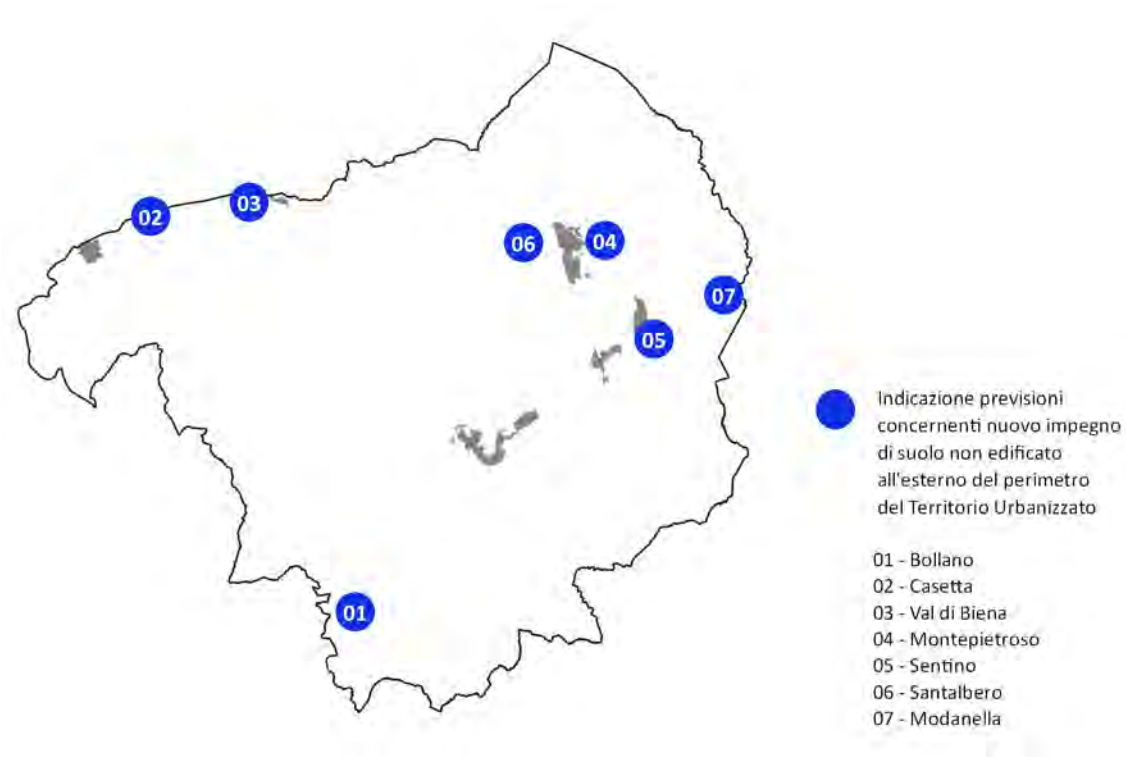 02
03
06
04
07
05
01
Indicazione previsioni
concernenti nuovo impegno
di suolo non edificato
all'esterno del perimetro
del Territorio Urbanizzato
01 - Bollano
02 - Casetta
03 - Val di Biena
04 - Montepietroso
05 - Sentino
06 - Santalbero
07 - Modanella